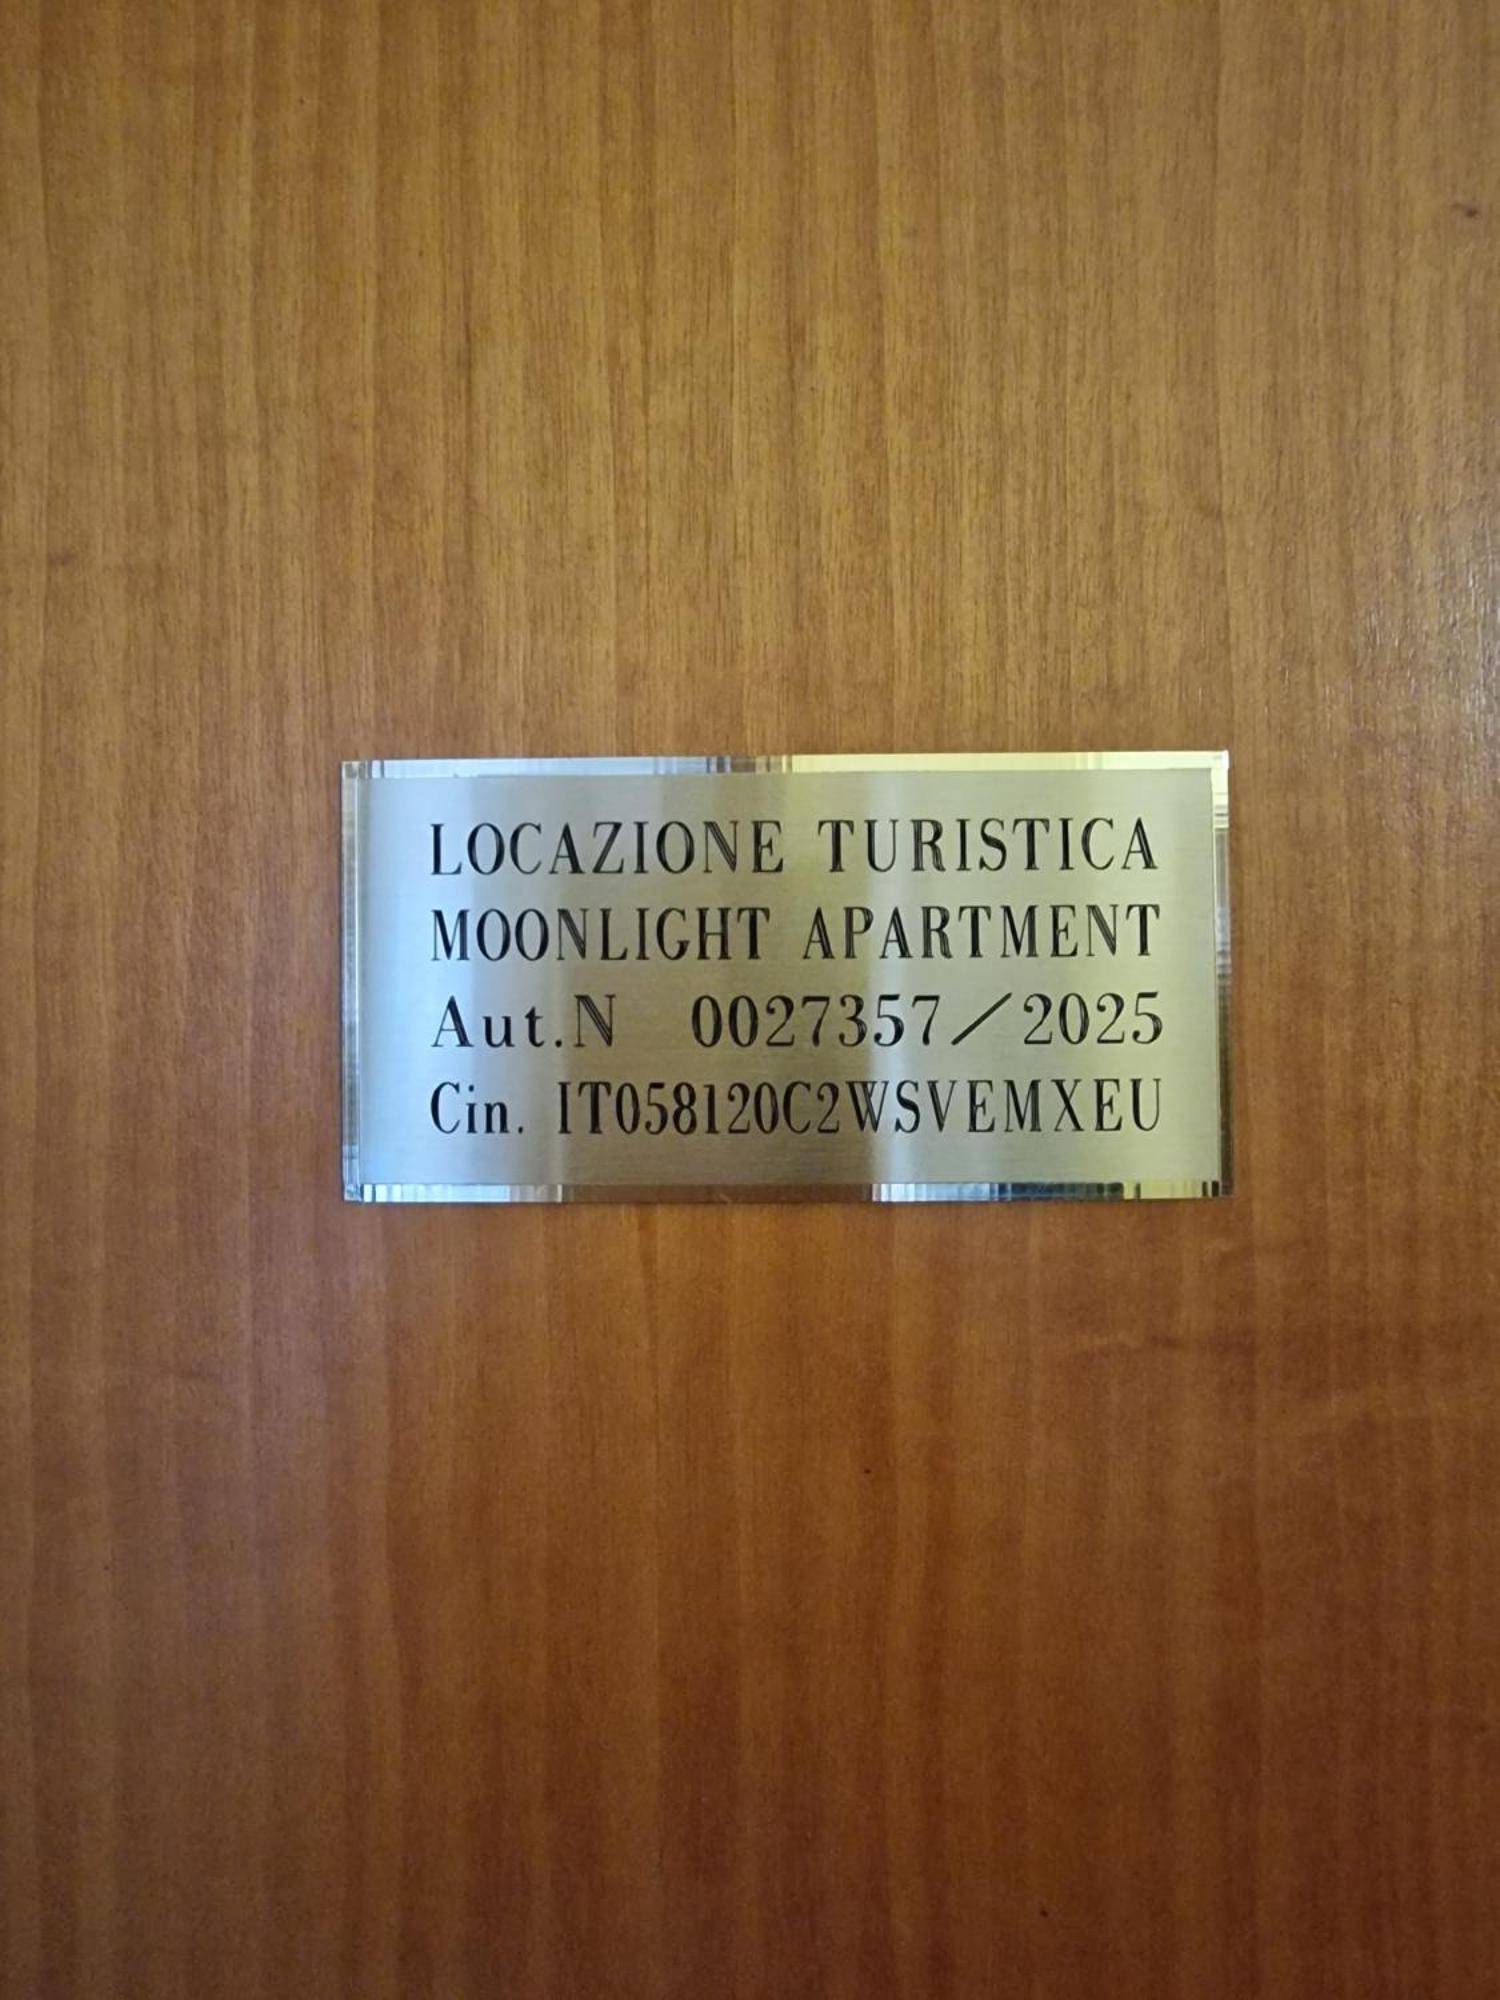 LOCAZIONE TURISTICA
MOONLIGHT APARTMENT
Aut.N 0027357/2025
Cin. IT058120C2WSVEMXEU